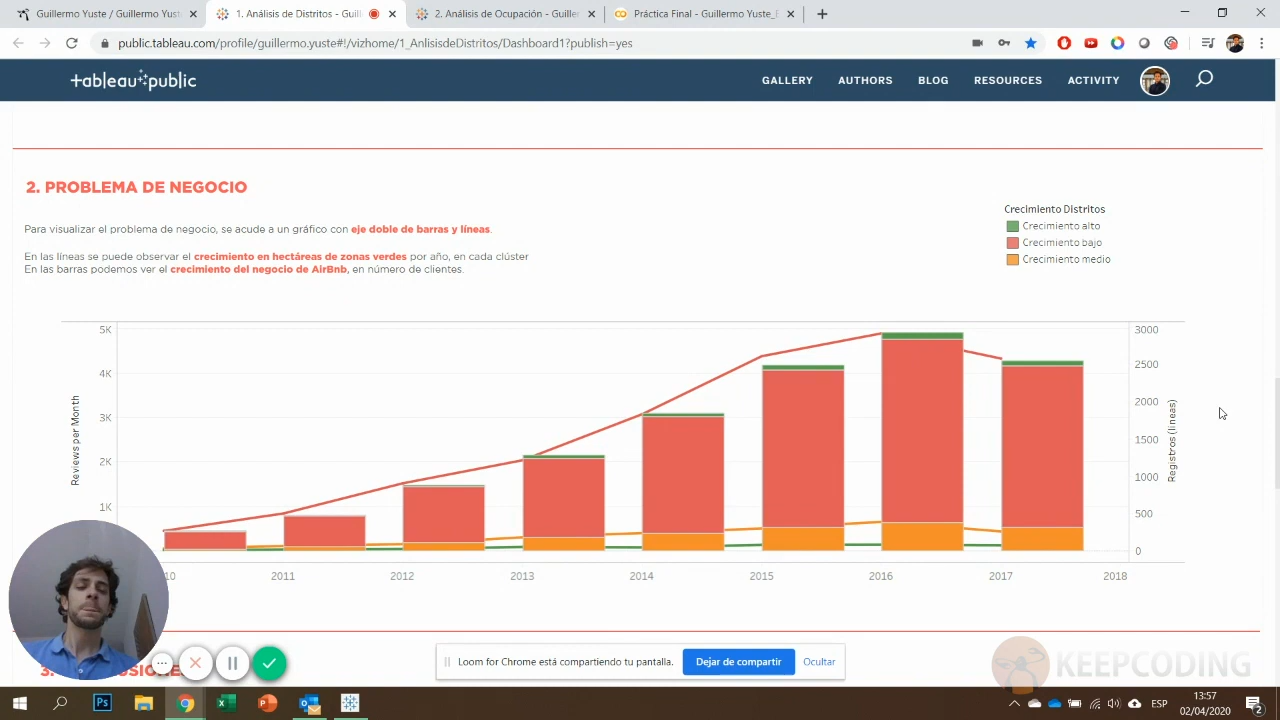 Guillermo Yuste / Guillermo Yust
1. Análisis de Distritos - Guill
2. Análisis de Ocupación - Guiller
Práctica Final - Guillermo Yuste_E
public.tableau.com/profile/guillermo.yuste#!/vizhome/1_AnlisisdeDistritos/Dashboard1?publish=yes
tableau public
GALLERY
AUTHORS
BLOG
RESOURCES
ACTIVITY
2. PROBLEMA DE NEGOCIO
Para visualizar el problema de negocio, se acude a un gráfico con eje doble de barras y líneas.
En las líneas se puede observar el crecimiento en hectáreas de zonas verdes por año, en cada clúster
En las barras podemos ver el crecimiento del negocio de AirBnb, en número de clientes.
Crecimiento Distritos
Crecimiento alto
Crecimiento bajo
Crecimiento medio
Reviews per Month
5K
4K
3K
2K
1K
3000
2500
2000
1500
1000
500
0
Registros (lineas)
10
2011
2012
2013
2014
2015
2016
2017
2018
3.
USIONE
Loom for Chrome está compartiendo tu pantalla.
Dejar de compartir
Ocultar
KEEPCODING
ESP
13:57
02/04/2020
2